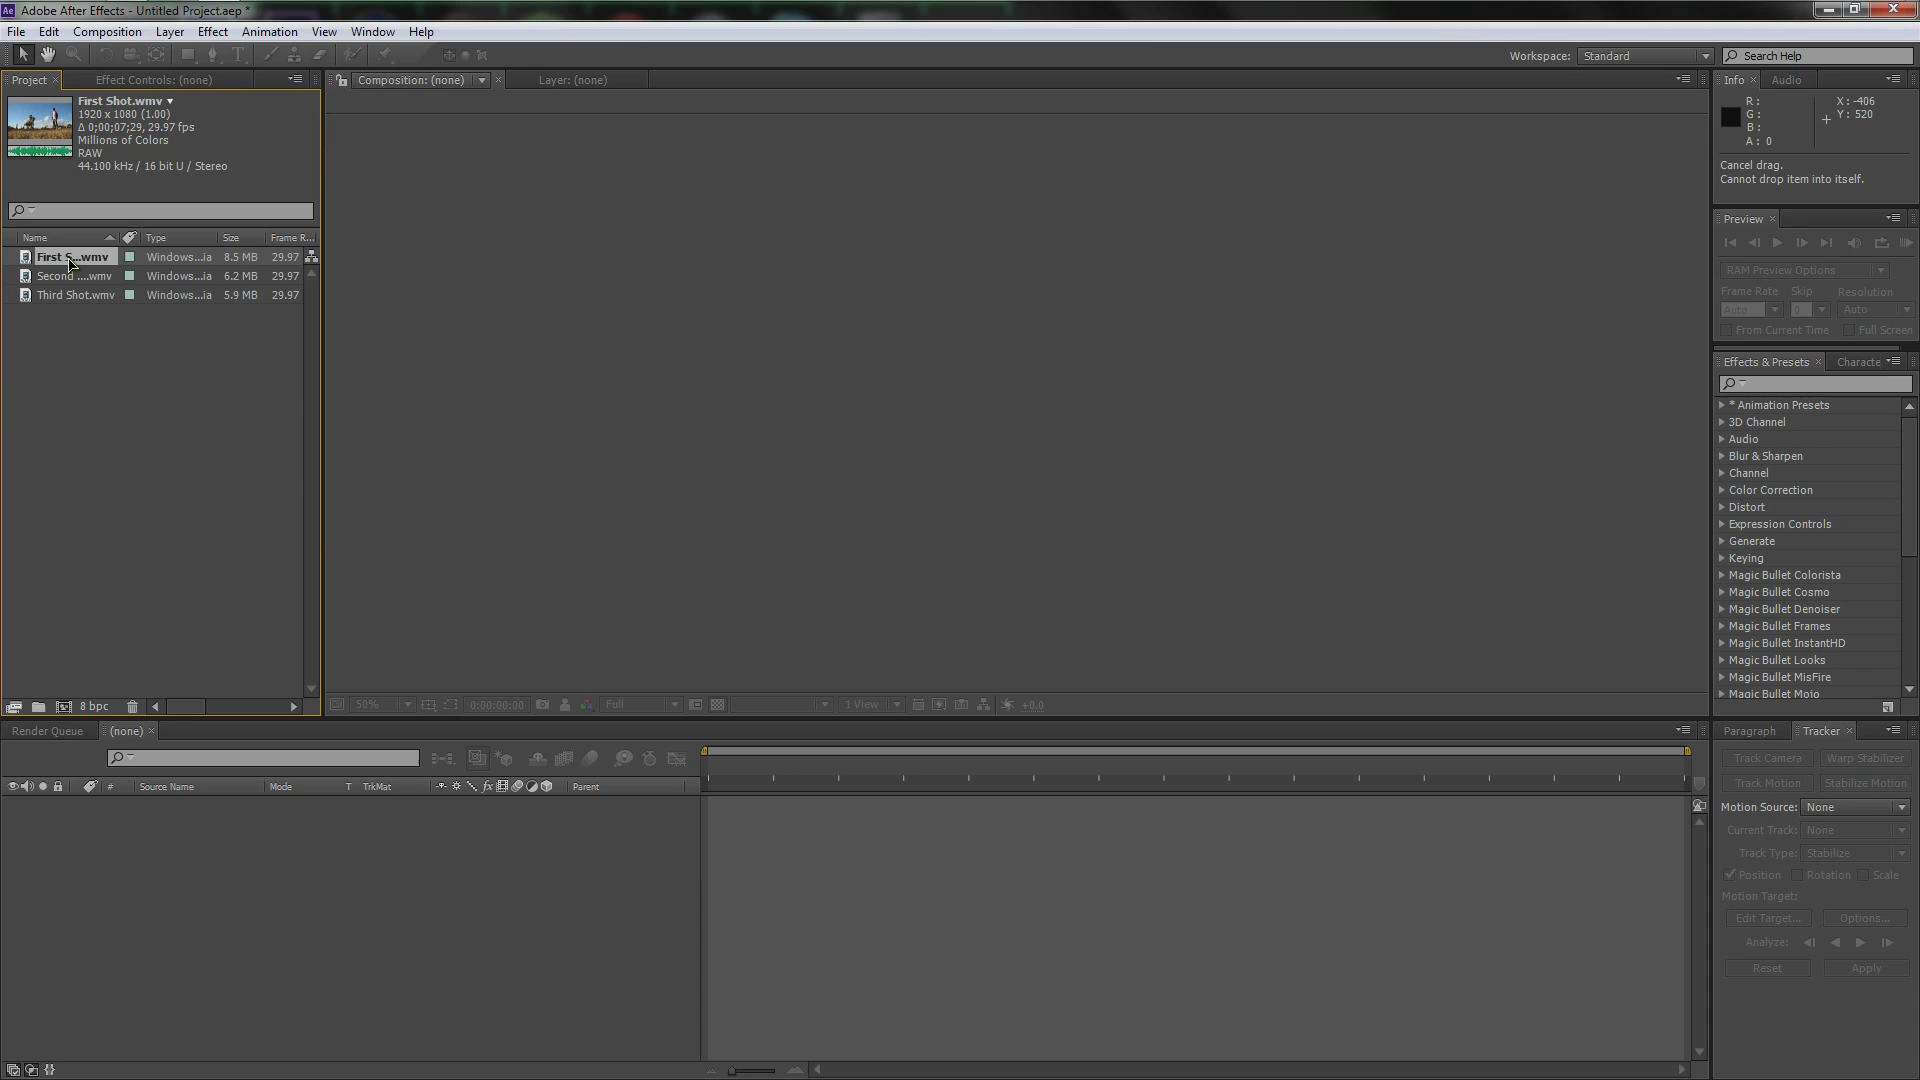 Ae Adobe After Effects - Untitled Project.aep *
File Edit Composition Layer Effect Animation View Window Help
Workspace: Standard Search Help
Project Effect Controls: (none) Composition: (none) Layer: (none) Info Audio
First Shot.wmv
1920 x 1080 (1.00)
Δ 0;00;07;29, 29.97 fps
Millions of Colors
RAW
44.100 kHz / 16 bit U / Stereo
R :
G :
B :
A : 0
X : -406
Y : 520
Cancel drag.
Cannot drop item into itself.
Name Type Size Frame R...
First S...wmv Windows...ia 8.5 MB 29.97
Second ....wmv Windows...ia 6.2 MB 29.97
Third Shot.wmv Windows...ia 5.9 MB 29.97
Preview
RAM Preview Options
Frame Rate Skip Resolution
Auto 0 Auto
From Current Time Full Screen
Effects & Presets Characte
* Animation Presets
3D Channel
Audio
Blur & Sharpen
Channel
Color Correction
Distort
Expression Controls
Generate
Keying
Magic Bullet Colorista
Magic Bullet Cosmo
Magic Bullet Denoiser
Magic Bullet Frames
Magic Bullet InstantHD
Magic Bullet Looks
Magic Bullet MisFire
Magic Bullet Mojo
8 bpc
50% 0:00:00:00 Full 1 View +0.0
Render Queue (none)
# Source Name Mode T TrkMat fx Parent
Paragraph Tracker
Track Camera Warp Stabilizer
Track Motion Stabilize Motion
Motion Source: None
Current Track: None
Track Type: Stabilize
Position Rotation Scale
Motion Target:
Edit Target... Options...
Analyze:
Reset Apply